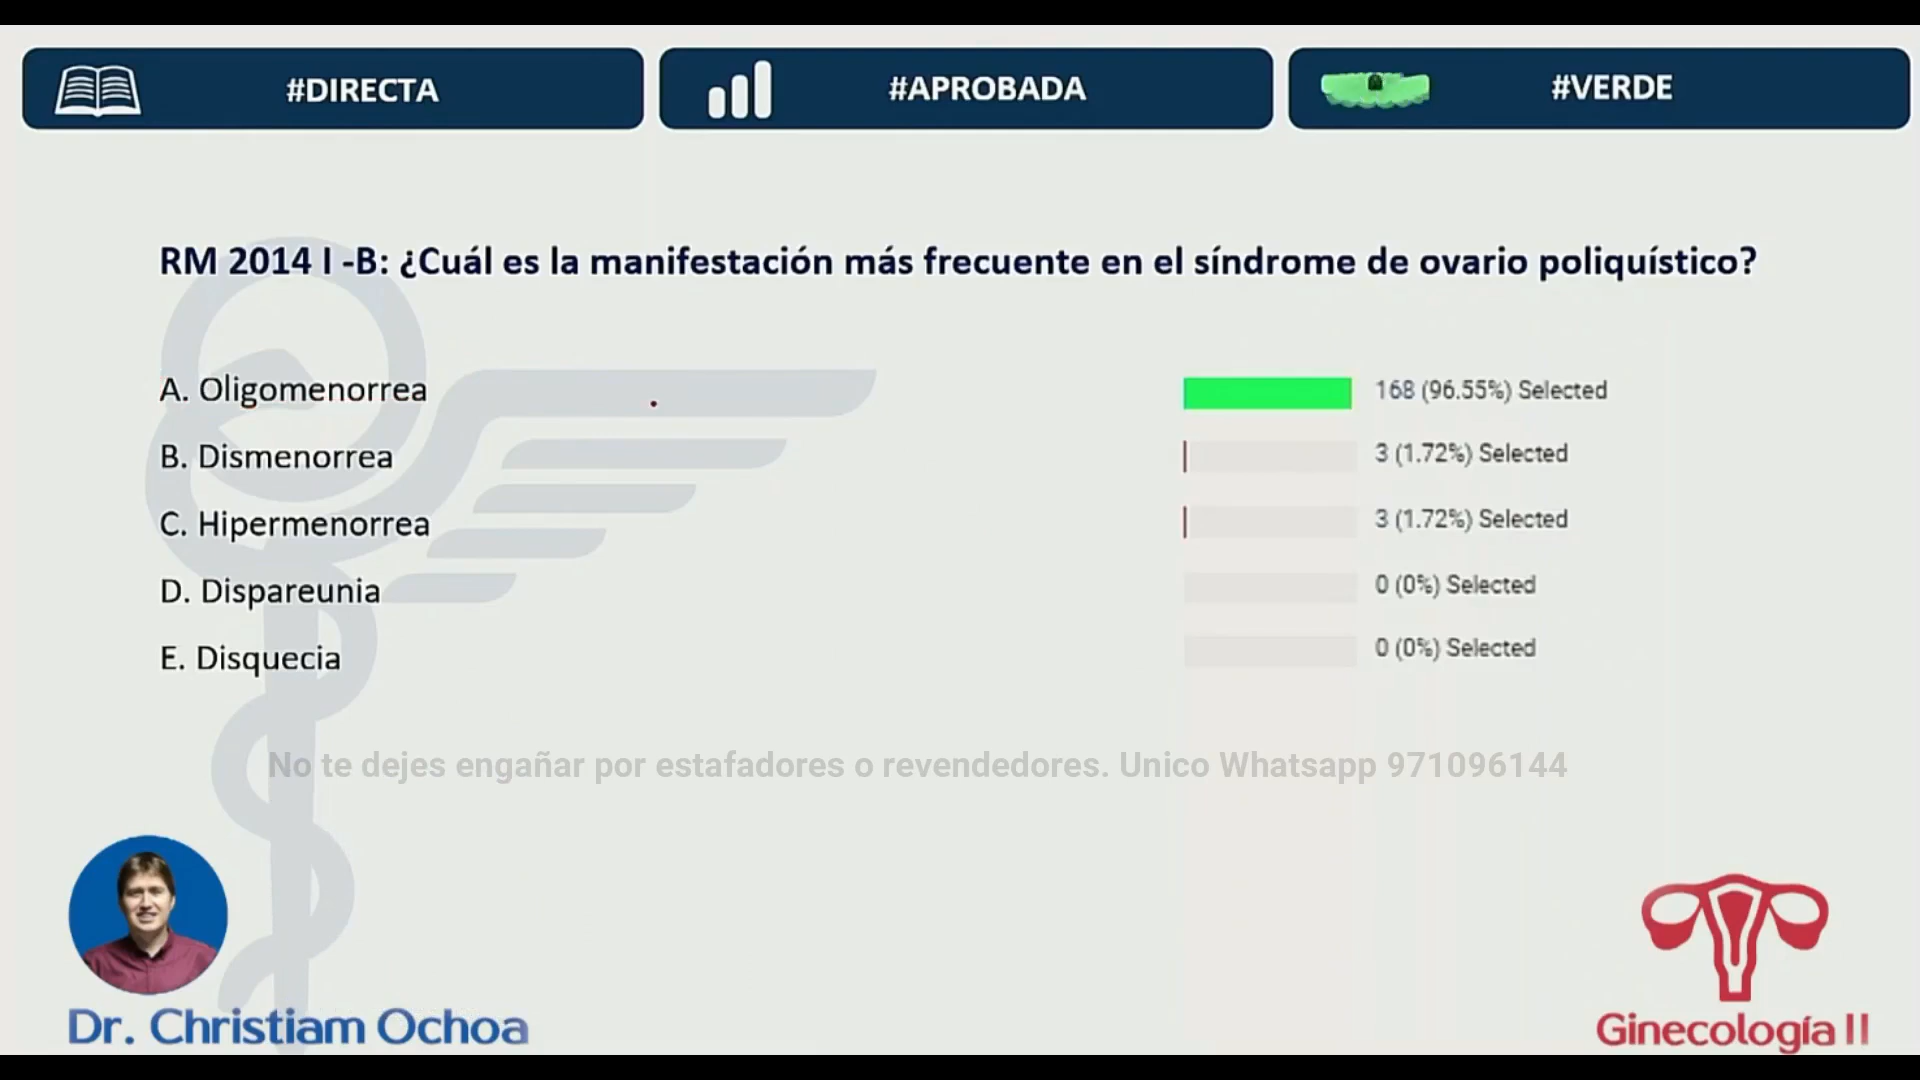 #DIRECTA
#APROBADA
#VERDE
RM 2014 I -B: ¿Cuál es la manifestación más frecuente en el síndrome de ovario poliquístico?
A. Oligomenorrea
168 (96.55%) Selected
B. Dismenorrea
3 (1.72%) Selected
C. Hipermenorrea
3 (1.72%) Selected
D. Dispareunia
0 (0%) Selected
E. Disquecia
0 (0%) Selected
No te dejes engañar por estafadores o revendedores. Unico Whatsapp 971096144
Dr. Christiam Ochoa
Ginecología II